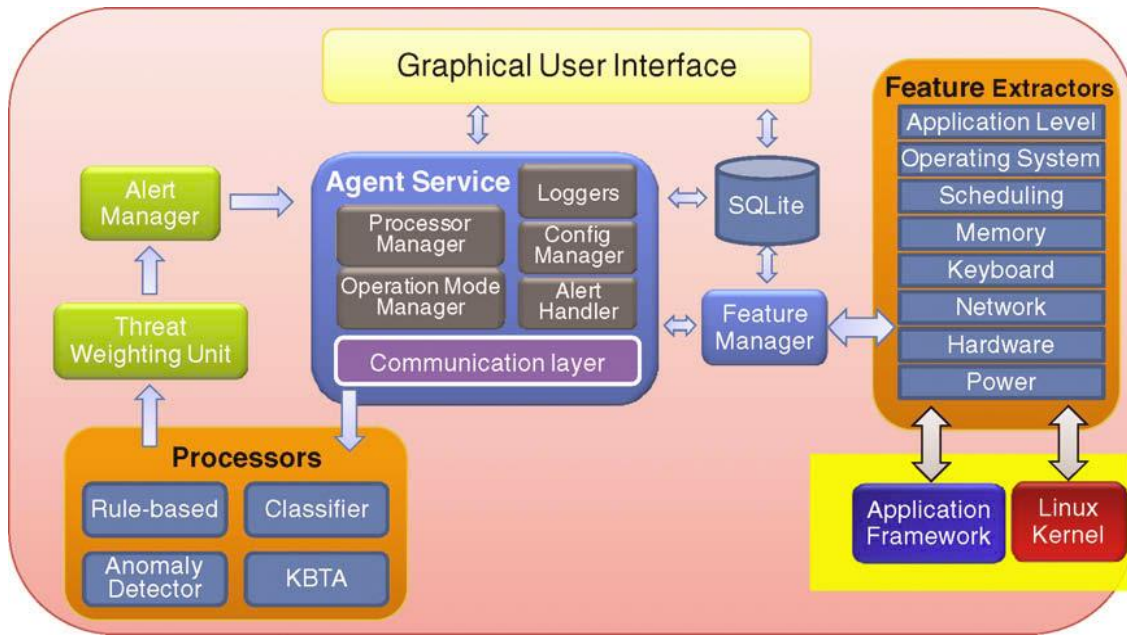 Graphical User Interface
Feature Extractors
Application Level
Operating System
Scheduling
Memory
Keyboard
Network
Hardware
Power
Agent Service
Loggers
Processor
Manager
Config
Manager
Operation Mode
Manager
Alert
Handler
Communication layer
SQLite
Feature
Manager
Alert
Manager
Threat
Weighting Unit
Processors
Rule-based
Classifier
Anomaly
Detector
KBTA
Application
Framework
Linux
Kernel